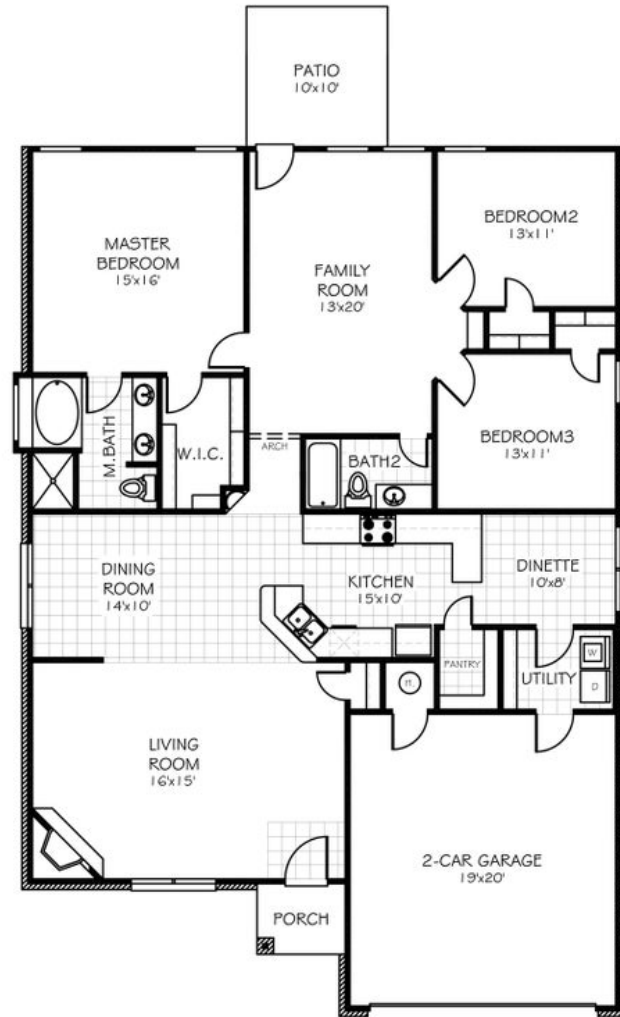 PATIO
10'x10'
MASTER
BEDROOM
15'x16'
FAMILY
ROOM
13'x20'
BEDROOM2
13'x11'
M.BATH
W.I.C.
ARCH
BATH2
BEDROOM3
13'x11'
DINING
ROOM
14'x10'
KITCHEN
15'x10'
DINETTE
10'x8'
PANTRY
UTILITY
W
D
LIVING
ROOM
16'x15'
2-CAR GARAGE
19'x20'
PORCH